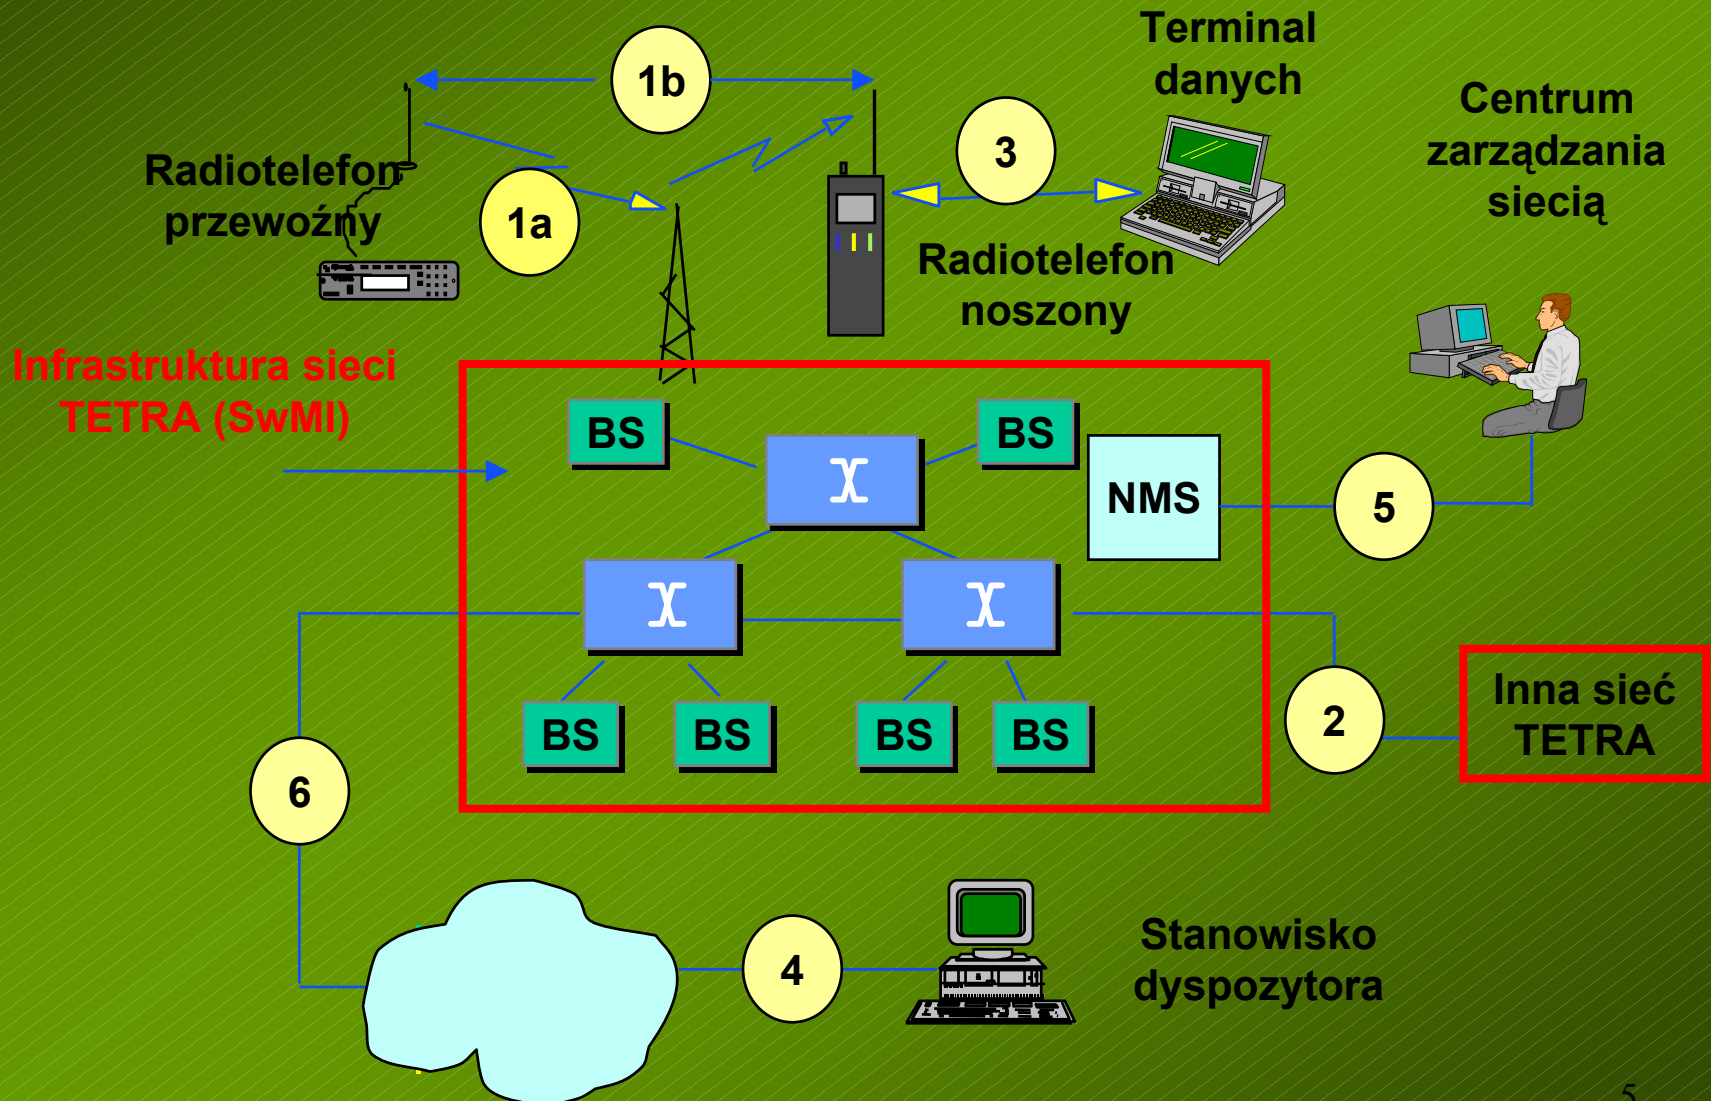 Terminal
danych
1b
Centrum
zarządzania
siecią
3
Radiotelefon
przewoźny
1a
Radiotelefon
noszony
Infrastruktura sieci
TETRA (SwMI)
BS
BS
NMS
5
Inna sieć
TETRA
2
BS
BS
BS
BS
6
4
Stanowisko
dyspozytora
5